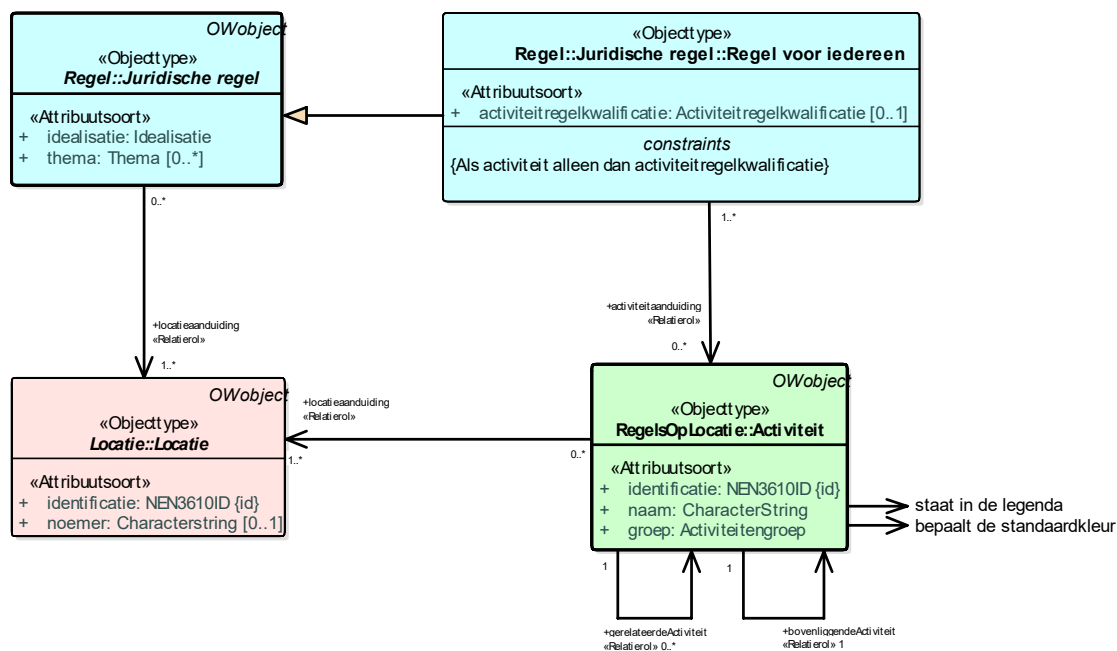 OWobject
«Objecttype»
Regel::Juridische regel
«Attribuutsoort»
+ idealisatie: Idealisatie
+ thema: Thema [0..*]
«Objecttype»
Regel::Juridische regel::Regel voor iedereen
«Attribuutsoort»
+ activiteitregelkwalificatie: Activiteitregelkwalificatie [0..1]
constraints
{Als activiteit alleen dan activiteitregelkwalificatie}
0..*
1..*
+locatieaanduiding
«Relatierol»
1..*
+activiteitaanduiding
«Relatierol»
0..*
OWobject
«Objecttype»
Locatie::Locatie
«Attribuutsoort»
+ identificatie: NEN3610ID {id}
+ noemer: Characterstring [0..1]
+locatieaanduiding
«Relatierol»
1..*
0..*
OWobject
«Objecttype»
RegelsOpLocatie::Activiteit
«Attribuutsoort»
+ identificatie: NEN3610ID {id}
+ naam: CharacterString
+ groep: Activiteitengroep
staat in de legenda
bepaalt de standaardkleur
1
1
+gerelateerdeActiviteit
«Relatierol» 0..*
+bovenliggendeActiviteit
«Relatierol» 1